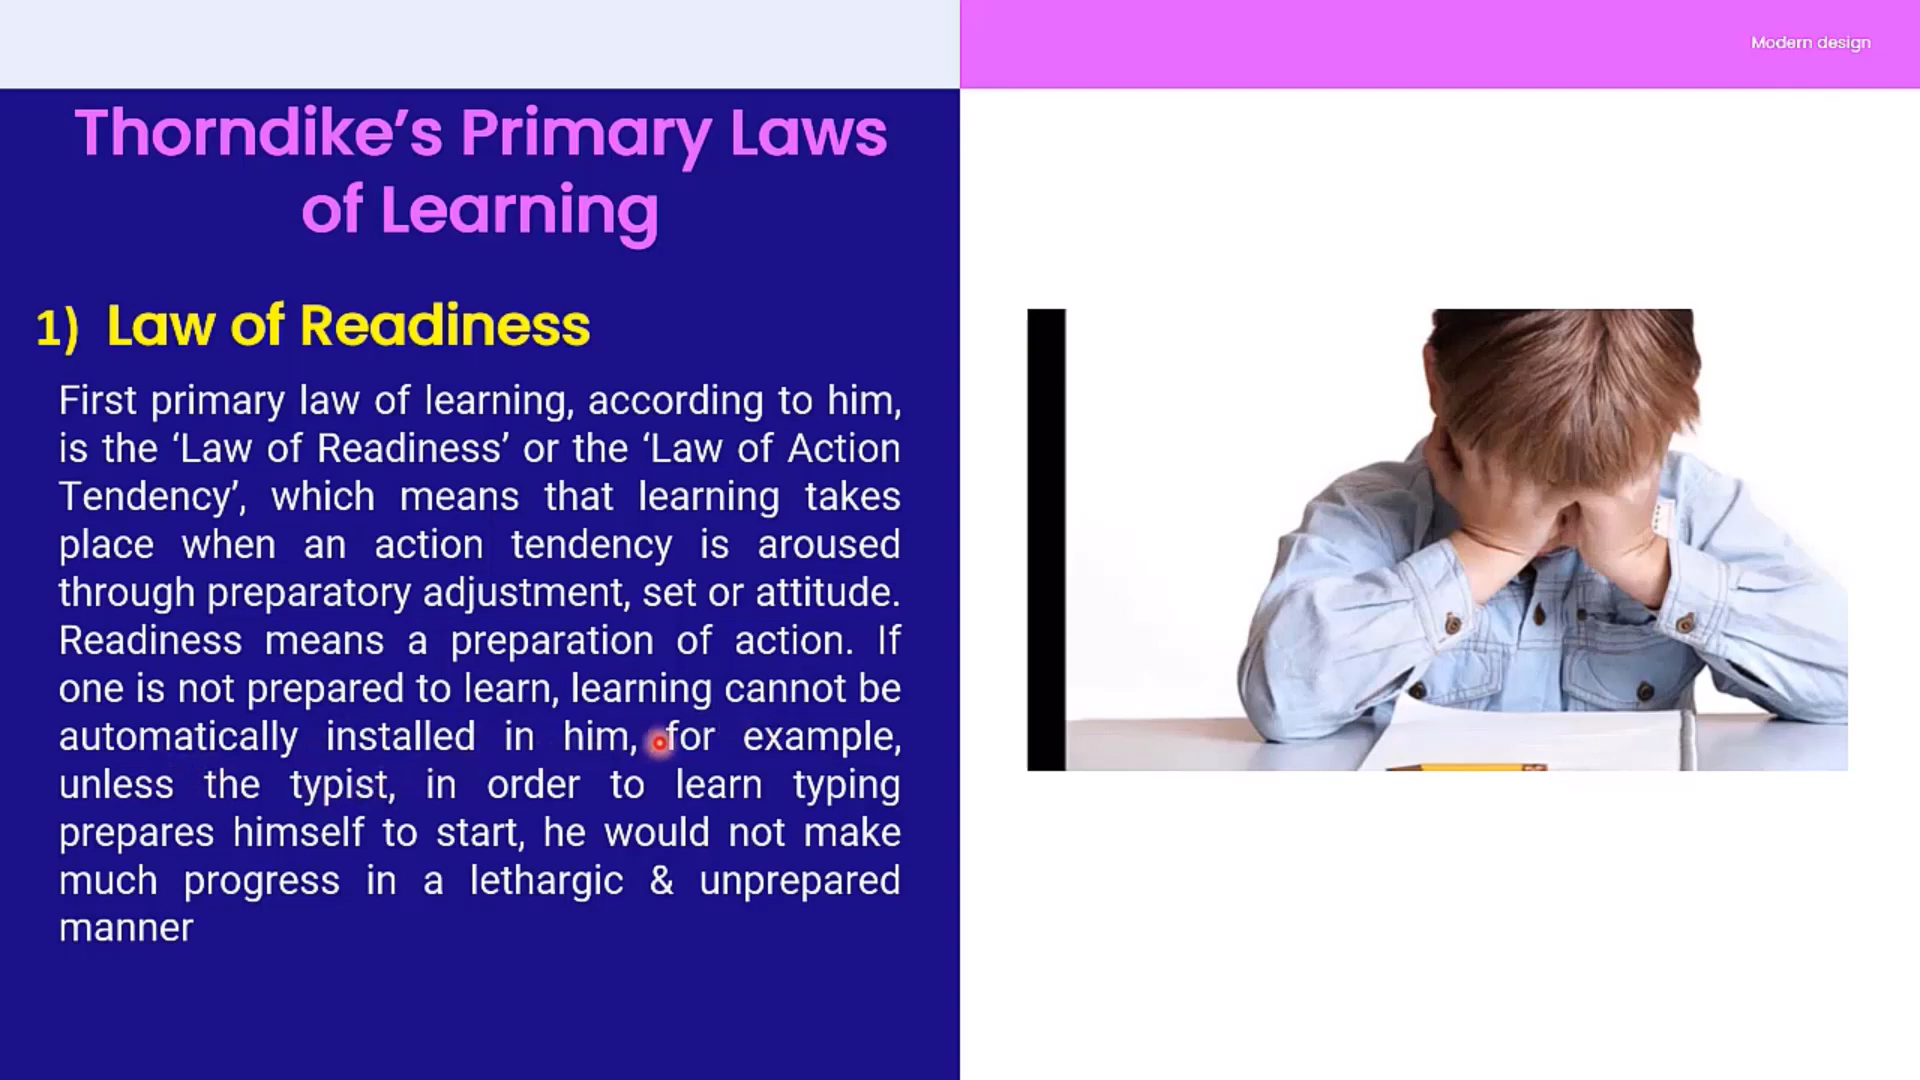 Modern design
Thorndike’s Primary Laws
of Learning
1) Law of Readiness
First primary law of learning, according to him,
is the ‘Law of Readiness’ or the ‘Law of Action
Tendency’, which means that learning takes
place when an action tendency is aroused
through preparatory adjustment, set or attitude.
Readiness means a preparation of action. If
one is not prepared to learn, learning cannot be
automatically installed in him, for example,
unless the typist, in order to learn typing
prepares himself to start, he would not make
much progress in a lethargic & unprepared
manner